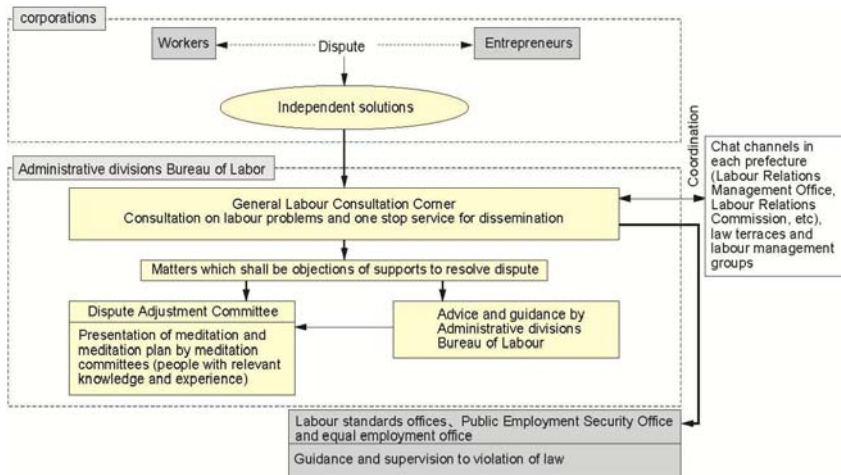 corporations
Workers
Dispute
Entrepreneurs
Independent solutions
Coordination
Chat channels in
each prefecture
(Labour Relations
Management Office,
Labour Relations
Commission, etc),
law terraces and
labour management
groups
Administrative divisions Bureau of Labor
General Labour Consultation Corner
Consultation on labour problems and one stop service for dissemination
Matters which shall be objections of supports to resolve dispute
Dispute Adjustment Committee
Presentation of meditation and
meditation plan by meditation
committees (people with relevant
knowledge and experience)
Advice and guidance by
Administrative divisions
Bureau of Labour
Labour standards offices、Public Employment Security Office
and equal employment office
Guidance and supervision to violation of law